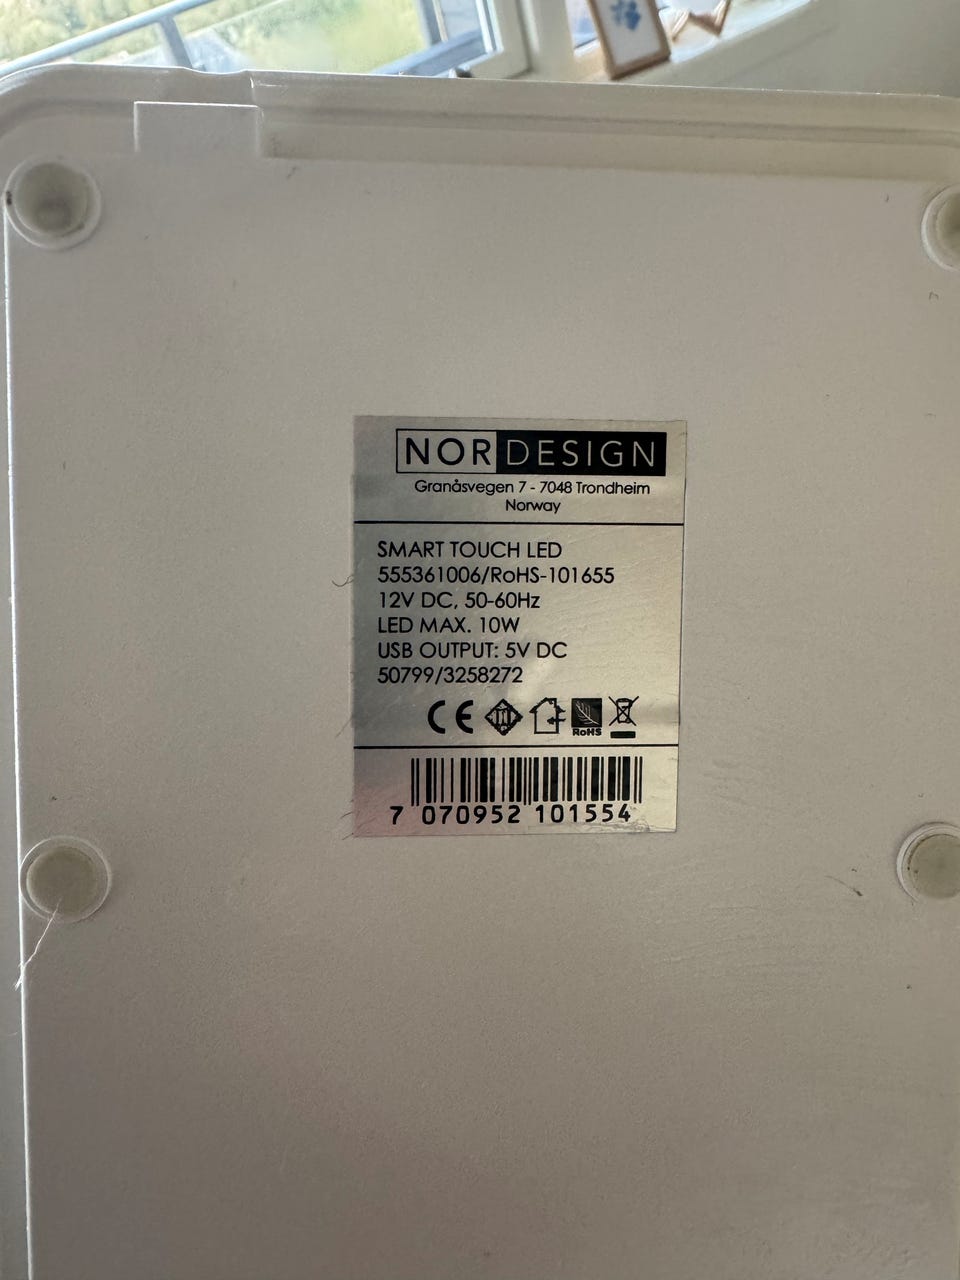 NORDESIGN
Granåsvegen 7 - 7048 Trondheim
Norway
SMART TOUCH LED
555361006/RoHS-101655
12V DC, 50-60Hz
LED MAX. 10W
USB OUTPUT: 5V DC
50799/3258272
CE RoHS
7 070952 101554